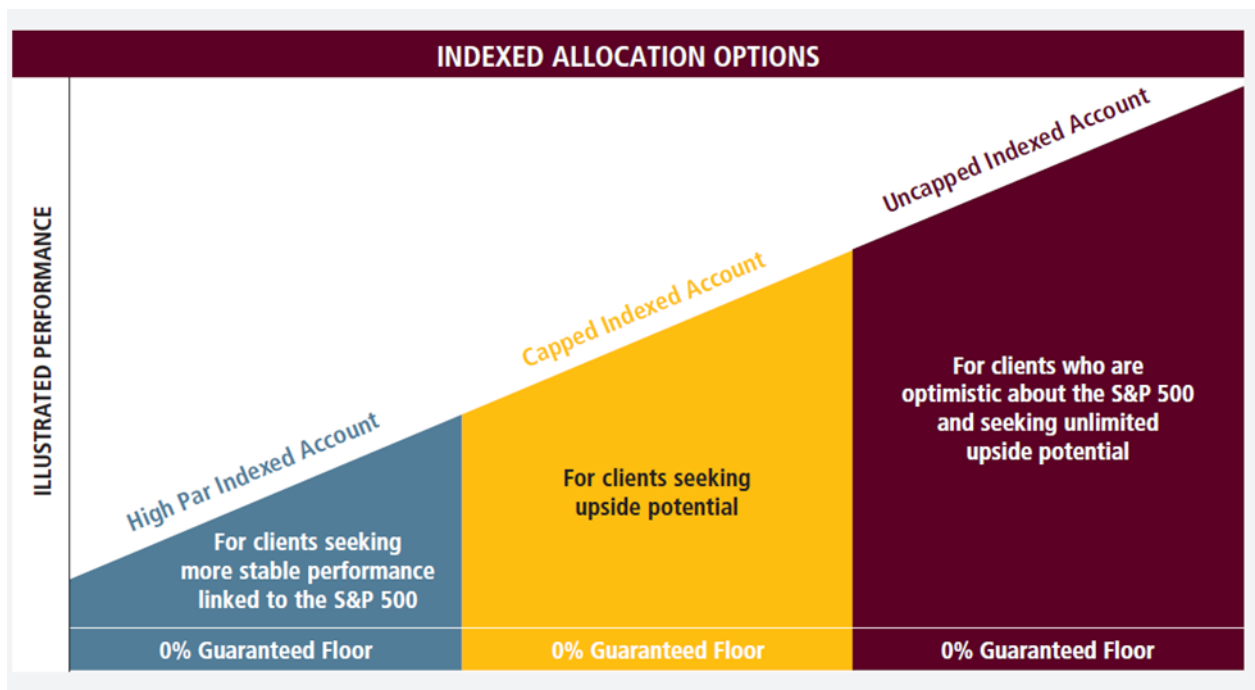 INDEXED ALLOCATION OPTIONS
ILLUSTRATED PERFORMANCE
High Par Indexed Account
For clients seeking
more stable performance
linked to the S&P 500
0% Guaranteed Floor
Capped Indexed Account
For clients seeking
upside potential
0% Guaranteed Floor
Uncapped Indexed Account
For clients who are
optimistic about the S&P 500
and seeking unlimited
upside potential
0% Guaranteed Floor